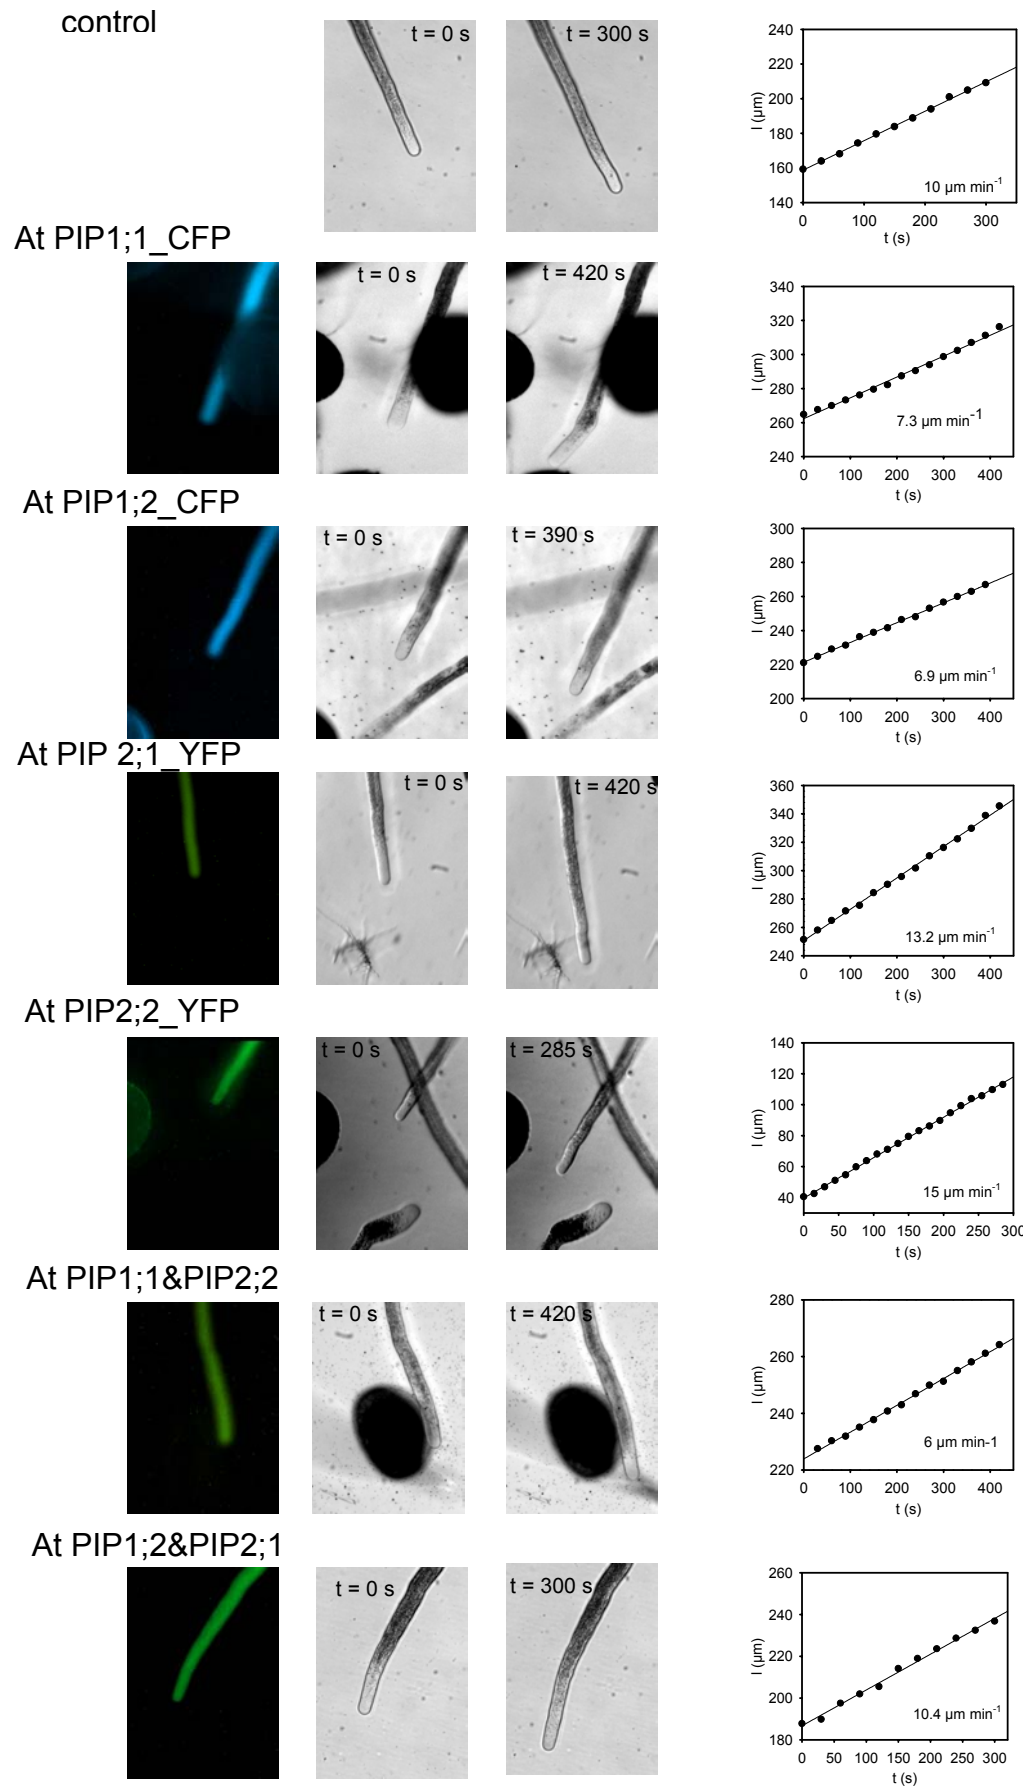 control
t = 0 s
t = 300 s
240
220
200
180
160
140
l (µm)
10 µm min-1
0 100 200 300
t (s)
At PIP1;1_CFP
t = 0 s
t = 420 s
340
320
300
280
260
240
l (µm)
7.3 µm min-1
0 100 200 300 400
t (s)
At PIP1;2_CFP
t = 0 s
t = 390 s
300
280
260
240
220
200
l (µm)
6.9 µm min-1
0 100 200 300 400
t (s)
At PIP 2;1_YFP
t = 0 s
t = 420 s
360
340
320
300
280
260
240
l (µm)
13.2 µm min-1
0 100 200 300 400
t (s)
At PIP2;2_YFP
t = 0 s
t = 285 s
140
120
100
80
60
40
l (µm)
15 µm min-1
0 50 100 150 200 250 300
t (s)
At PIP1;1&PIP2;2
t = 0 s
t = 420 s
280
260
240
220
l (µm)
6 µm min-1
0 100 200 300 400
t (s)
At PIP1;2&PIP2;1
t = 0 s
t = 300 s
260
240
220
200
180
l (µm)
10.4 µm min-1
0 50 100 150 200 250 300
t (s)